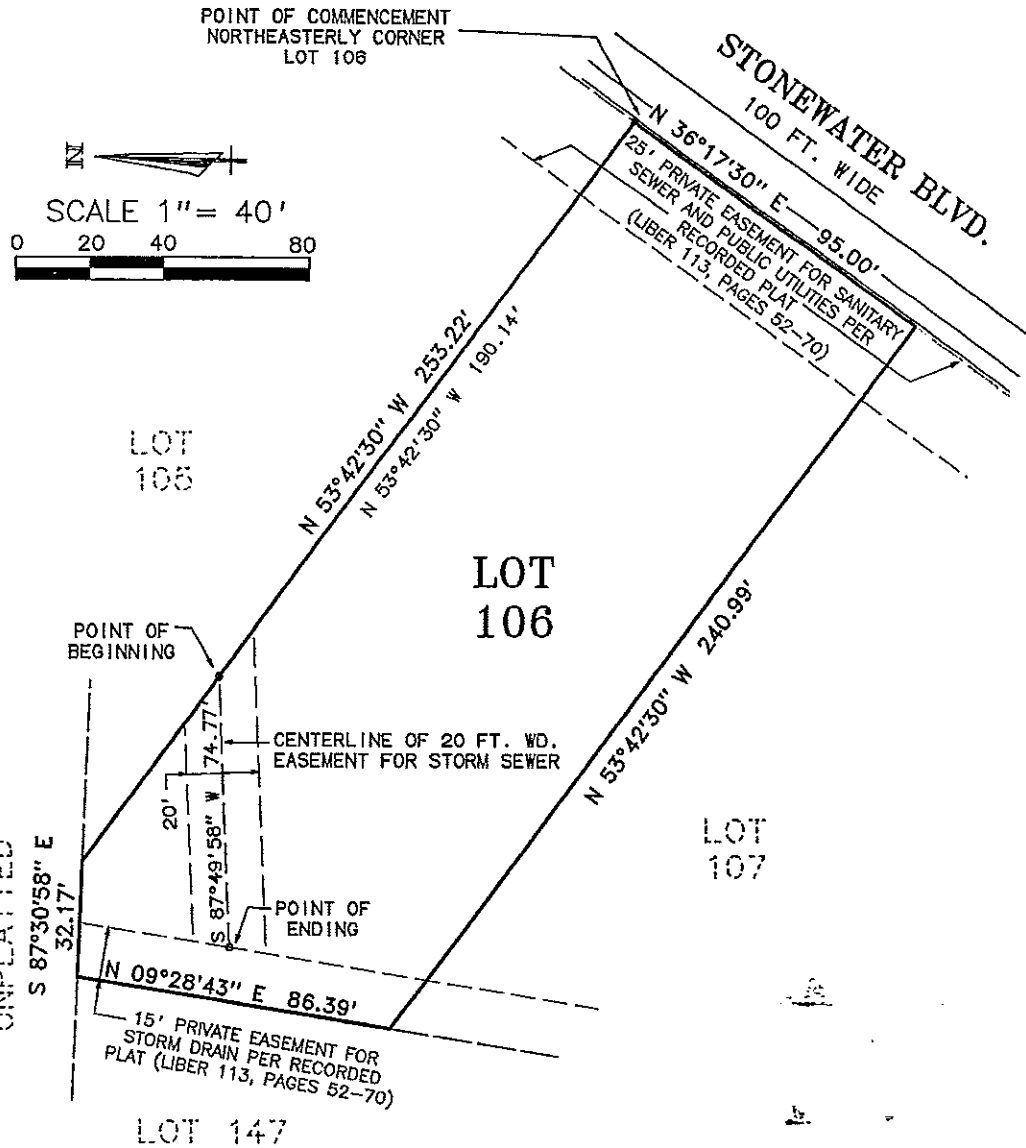 POINT OF COMMENCEMENT
NORTHEASTERLY CORNER
LOT 106
STONEWATER BLVD.
100 FT. WIDE
N
SCALE 1"= 40'
0 20 40 80
N 36°17'30" E 95.00'
25' PRIVATE EASEMENT FOR SANITARY
SEWER AND PUBLIC UTILITIES PER
RECORDED PLAT
(LIBER 113, PAGES 52-70)
N 53°42'30" W 253.22'
N 53°42'30" W 190.14'
LOT
105
LOT
106
POINT OF
BEGINNING
CENTERLINE OF 20 FT. WD.
EASEMENT FOR STORM SEWER
20'
S 87°49'58" W 74.77'
N 53°42'30" W 240.99'
LOT
107
UNPLATTED
S 87°30'58" E
32.17'
POINT OF
ENDING
N 09°28'43" E 86.39'
15' PRIVATE EASEMENT FOR
STORM DRAIN PER RECORDED
PLAT (LIBER 113, PAGES 52-70)
LOT 147